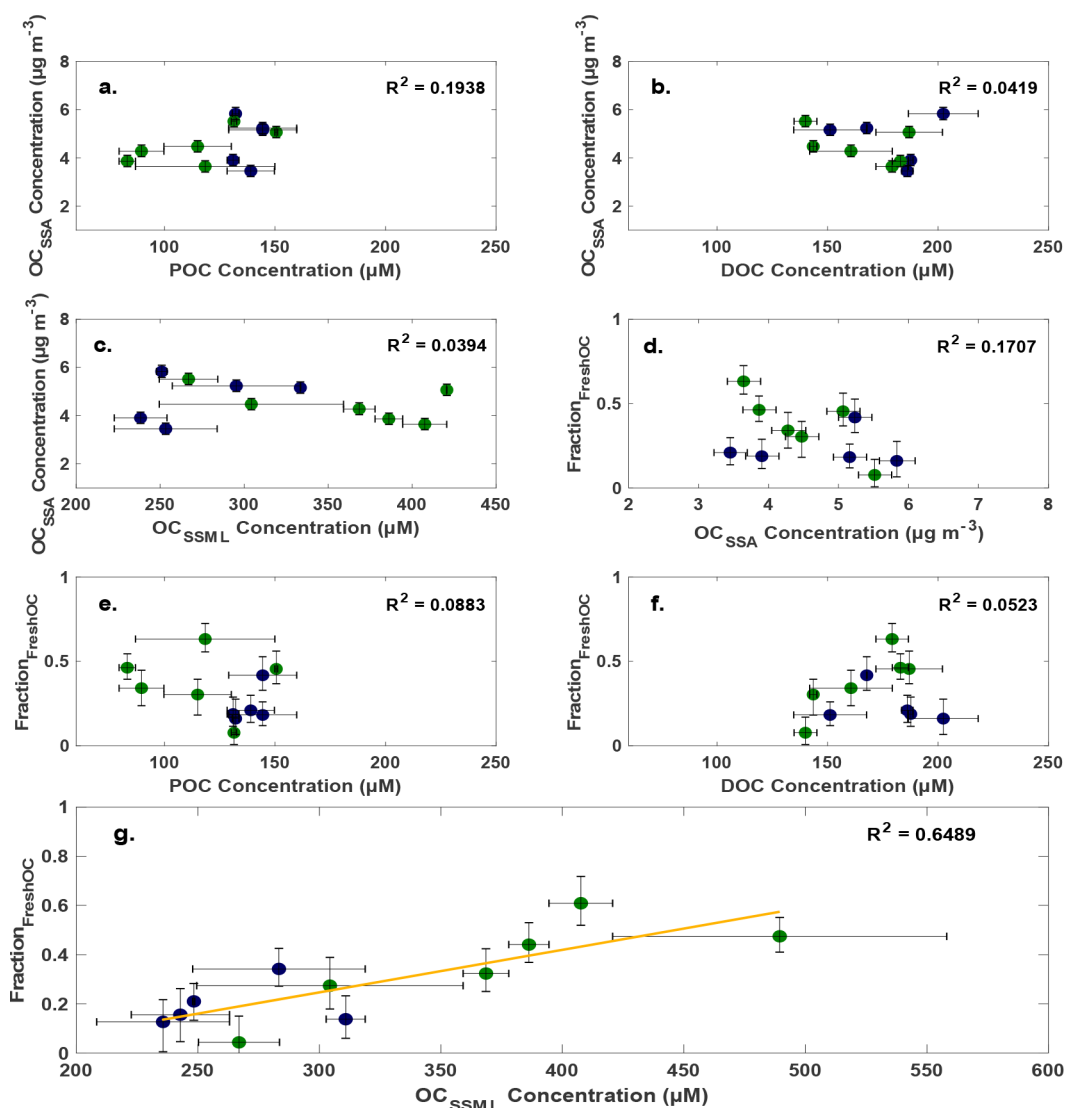 a.
R² = 0.1938
OC_SSA Concentration (µg m⁻³)
8
6
4
2
100
150
200
250
POC Concentration (µM)
b.
R² = 0.0419
OC_SSA Concentration (µg m⁻³)
8
6
4
2
100
150
200
250
DOC Concentration (µM)
c.
R² = 0.0394
OC_SSA Concentration (µg m⁻³)
8
6
4
2
200
250
300
350
400
450
OC_SSML Concentration (µM)
d.
R² = 0.1707
Fraction_FreshOC
1
0.5
0
2
3
4
5
6
7
8
OC_SSA Concentration (µg m⁻³)
e.
R² = 0.0883
Fraction_FreshOC
1
0.5
0
100
150
200
250
POC Concentration (µM)
f.
R² = 0.0523
Fraction_FreshOC
1
0.5
0
100
150
200
250
DOC Concentration (µM)
g.
R² = 0.6489
Fraction_FreshOC
1
0.8
0.6
0.4
0.2
0
200
250
300
350
400
450
500
550
600
OC_SSML Concentration (µM)